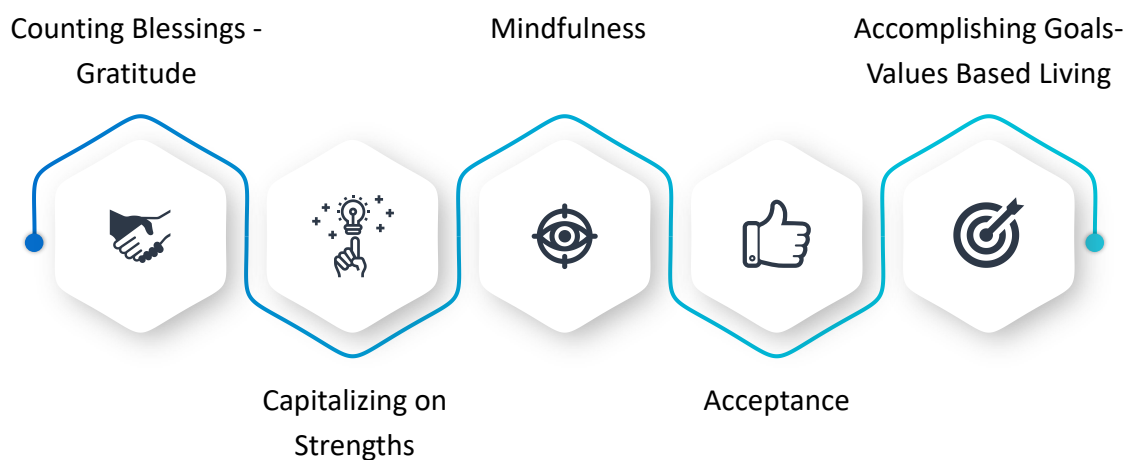 Counting Blessings -
Gratitude
Capitalizing on
Strengths
Mindfulness
Acceptance
Accomplishing Goals-
Values Based Living